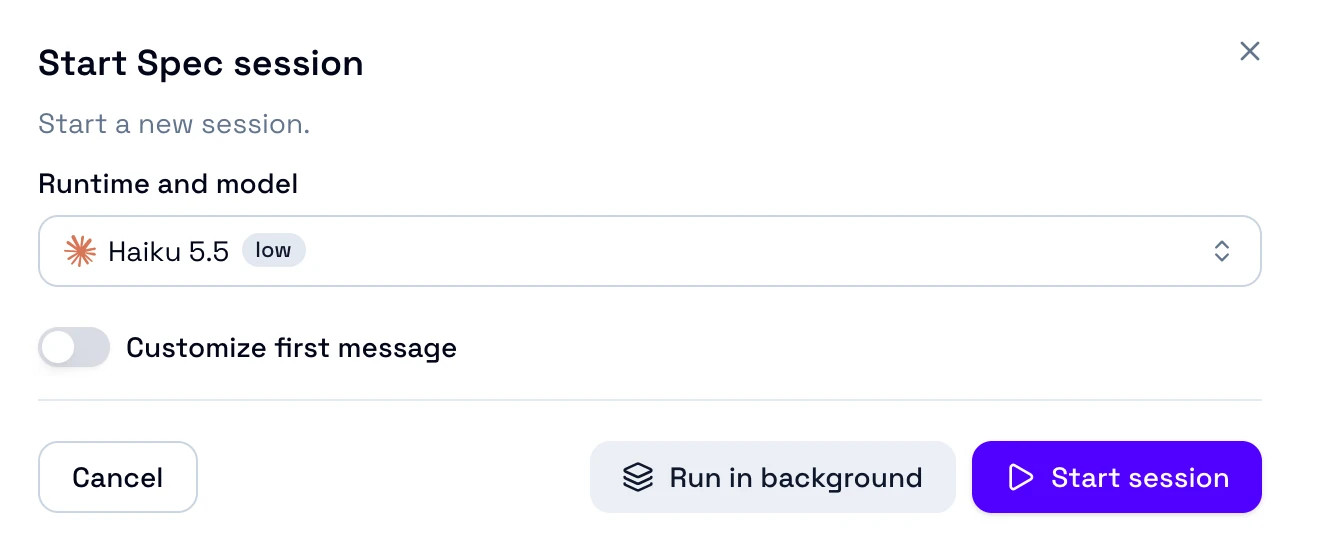 Start Spec session
Start a new session.
Runtime and model
Haiku 5.5 low
Customize first message
Cancel
Run in background
Start session